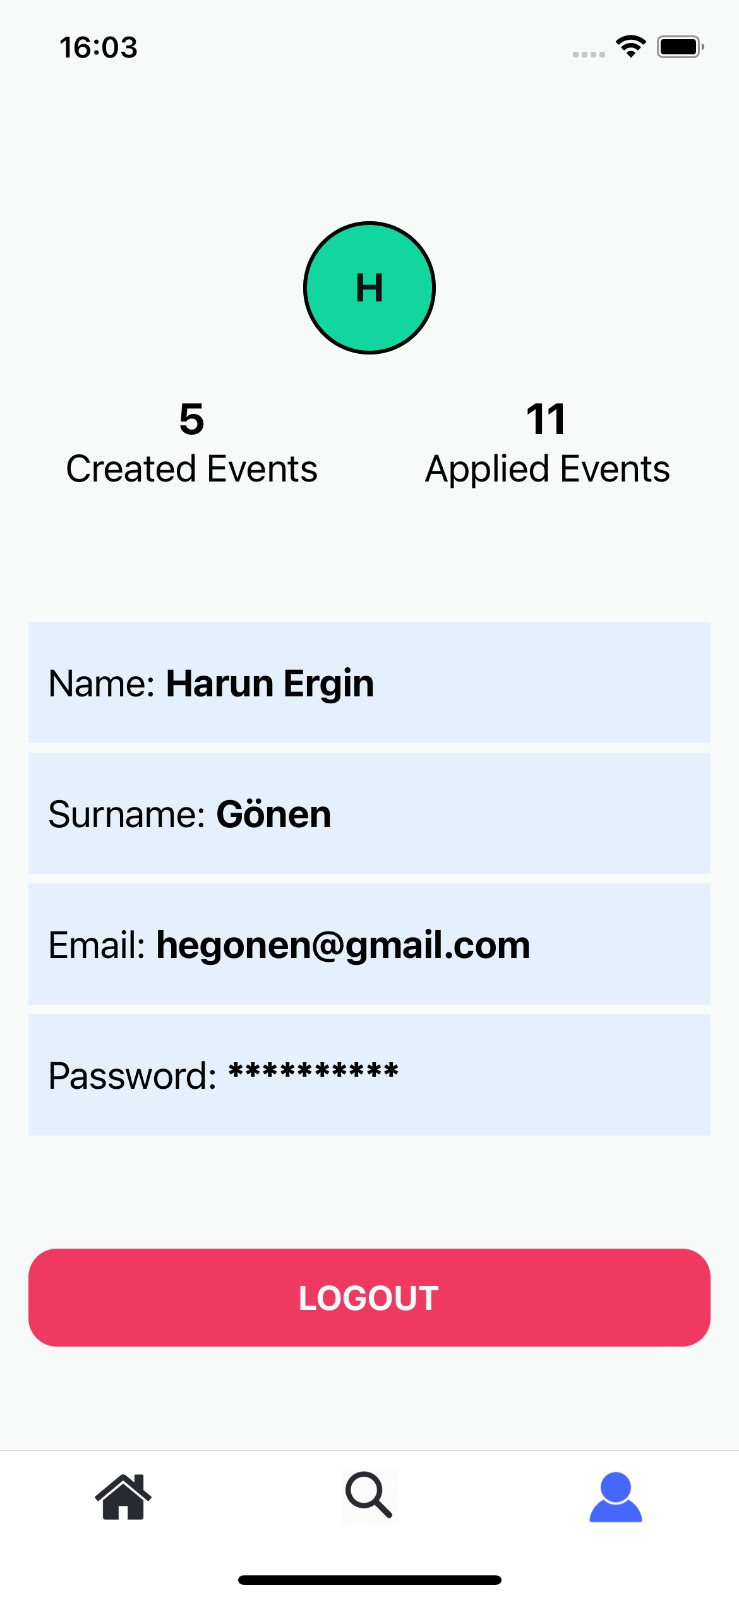 16:03
H
5
Created Events
11
Applied Events
Name: Harun Ergin
Surname: Gönen
Email: hegonen@gmail.com
Password: **********
LOGOUT